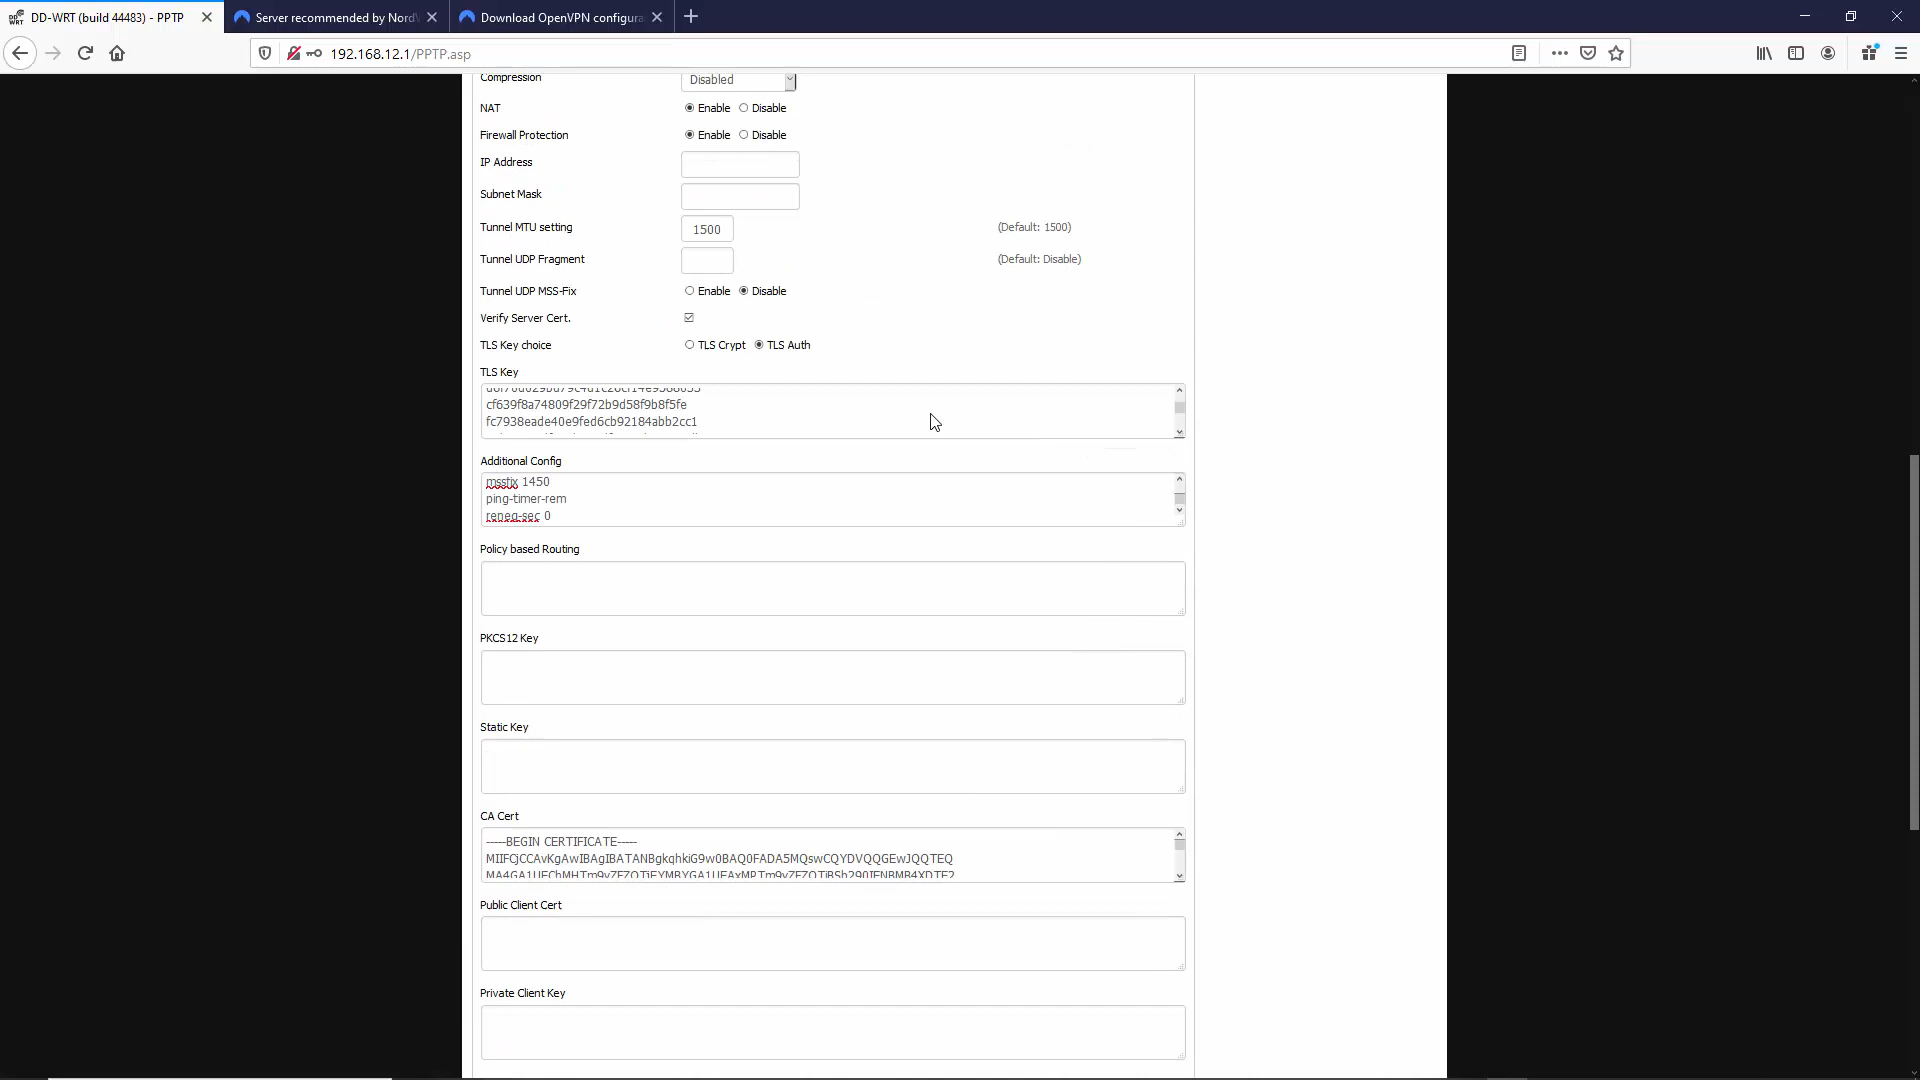 DD-WRT (build 44483) - PPTP
Server recommended by NordV
Download OpenVPN configura
192.168.12.1/PPTP.asp
Compression
Disabled
NAT
Enable
Disable
Firewall Protection
Enable
Disable
IP Address
Subnet Mask
Tunnel MTU setting
1500
(Default: 1500)
Tunnel UDP Fragment
(Default: Disable)
Tunnel UDP MSS-Fix
Enable
Disable
Verify Server Cert.
TLS Key choice
TLS Crypt
TLS Auth
TLS Key
cf639f8a74809f29f72b9d58f9b8f5fe
fc7938eade40e9fed6cb92184abb2cc1
Additional Config
mssfix 1450
ping-timer-rem
reneg-sec 0
Policy based Routing
PKCS12 Key
Static Key
CA Cert
-----BEGIN CERTIFICATE-----
MIIFCjCCAvKgAwIBAgIBATANBgkqhkiG9w0BAQ0FADA5MQswCQYDVQQGEwJQQTEQ
Public Client Cert
Private Client Key